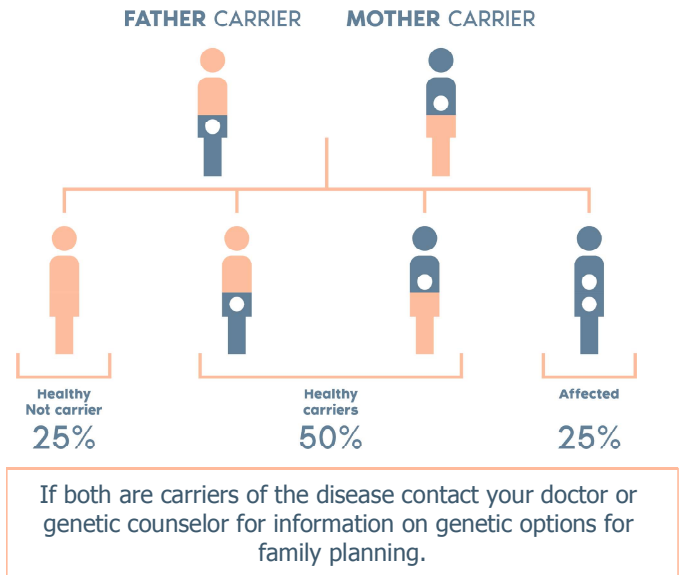 FATHER CARRIER
MOTHER CARRIER
Healthy
Not carrier
25%
Healthy
carriers
50%
Affected
25%
If both are carriers of the disease contact your doctor or
genetic counselor for information on genetic options for
family planning.